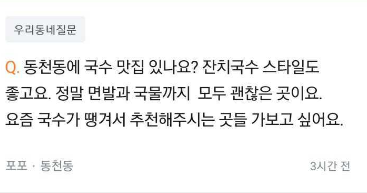 우리동네질문
Q. 동천동에 국수 맛집 있나요? 잔치국수 스타일도
좋고요. 정말 면발과 국물까지 모두 괜찮은 곳이요.
요즘 국수가 땡겨서 추천해주시는 곳들 가보고 싶어요.
포포 · 동천동
3시간 전